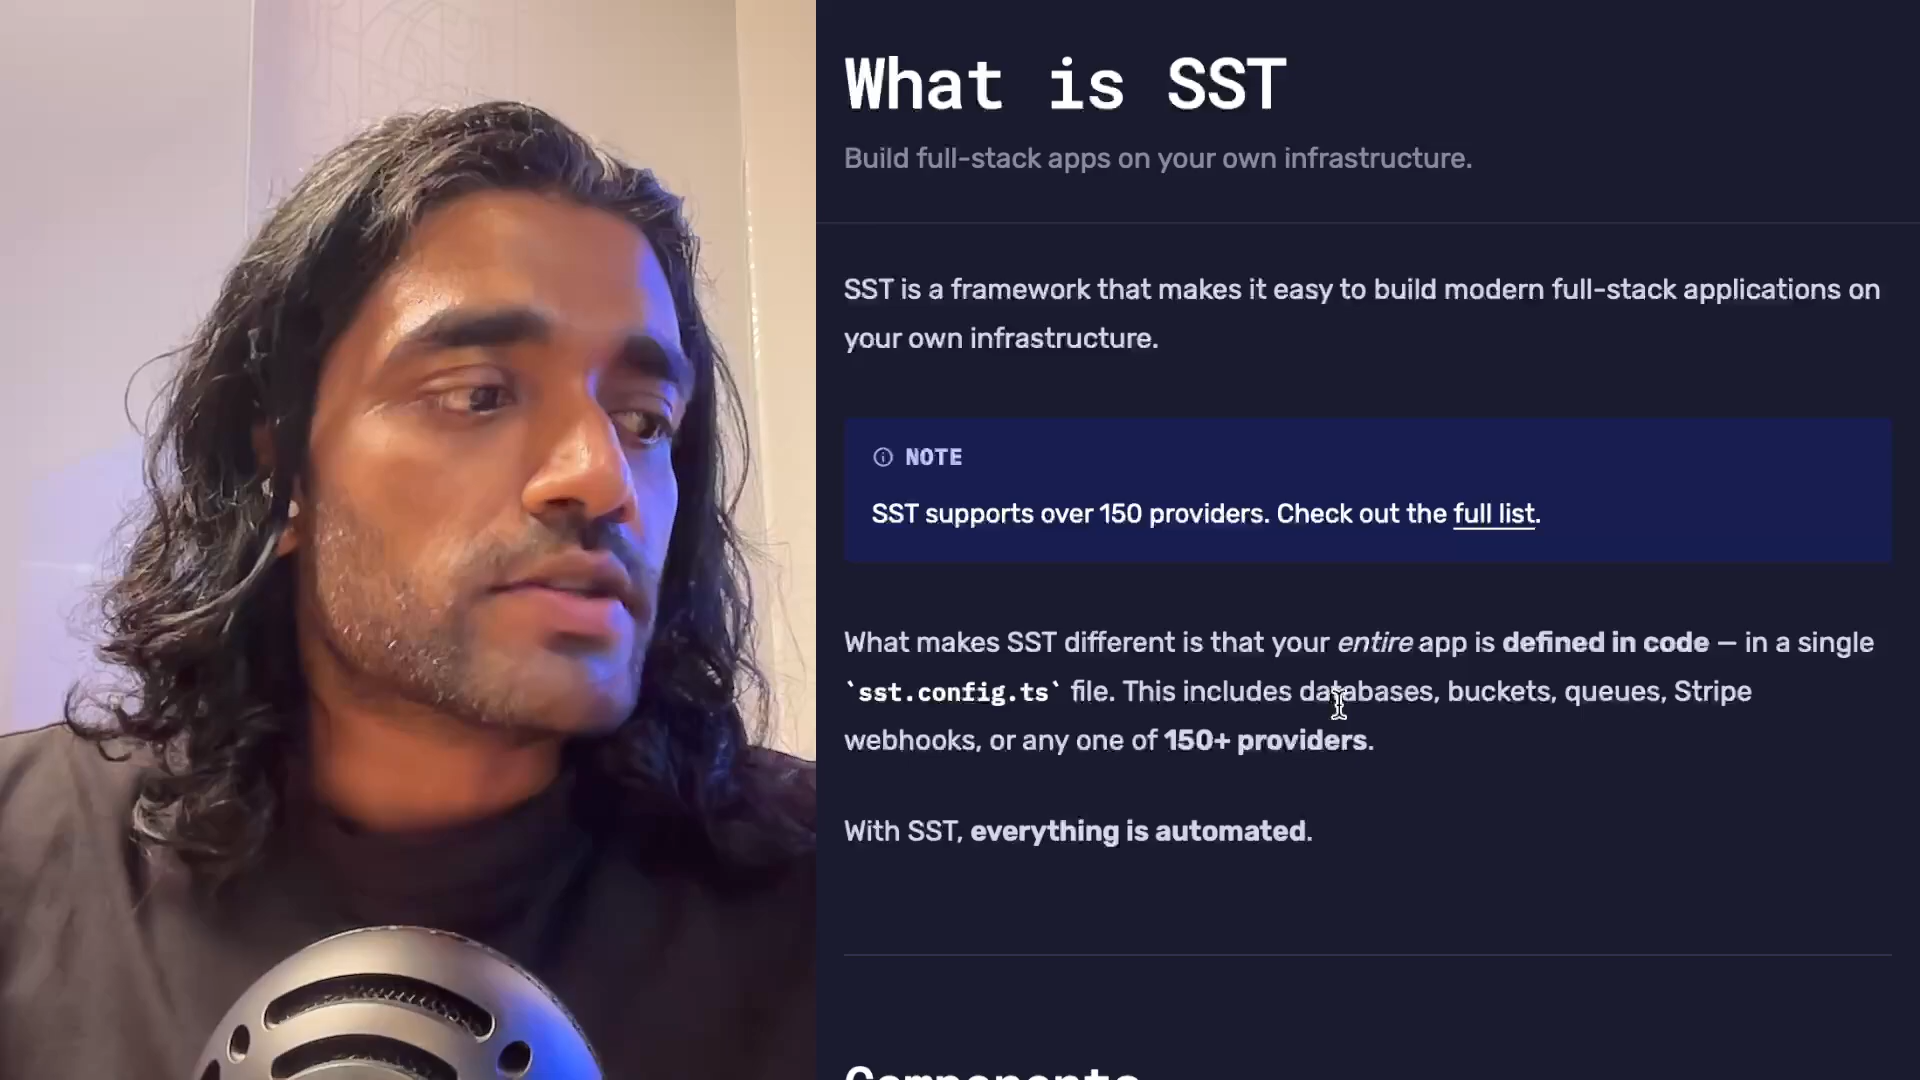 What is SST
Build full-stack apps on your own infrastructure.
SST is a framework that makes it easy to build modern full-stack applications on
your own infrastructure.
NOTE
SST supports over 150 providers. Check out the full list.
What makes SST different is that your entire app is defined in code — in a single
`sst.config.ts` file. This includes databases, buckets, queues, Stripe
webhooks, or any one of 150+ providers.
With SST, everything is automated.
Components